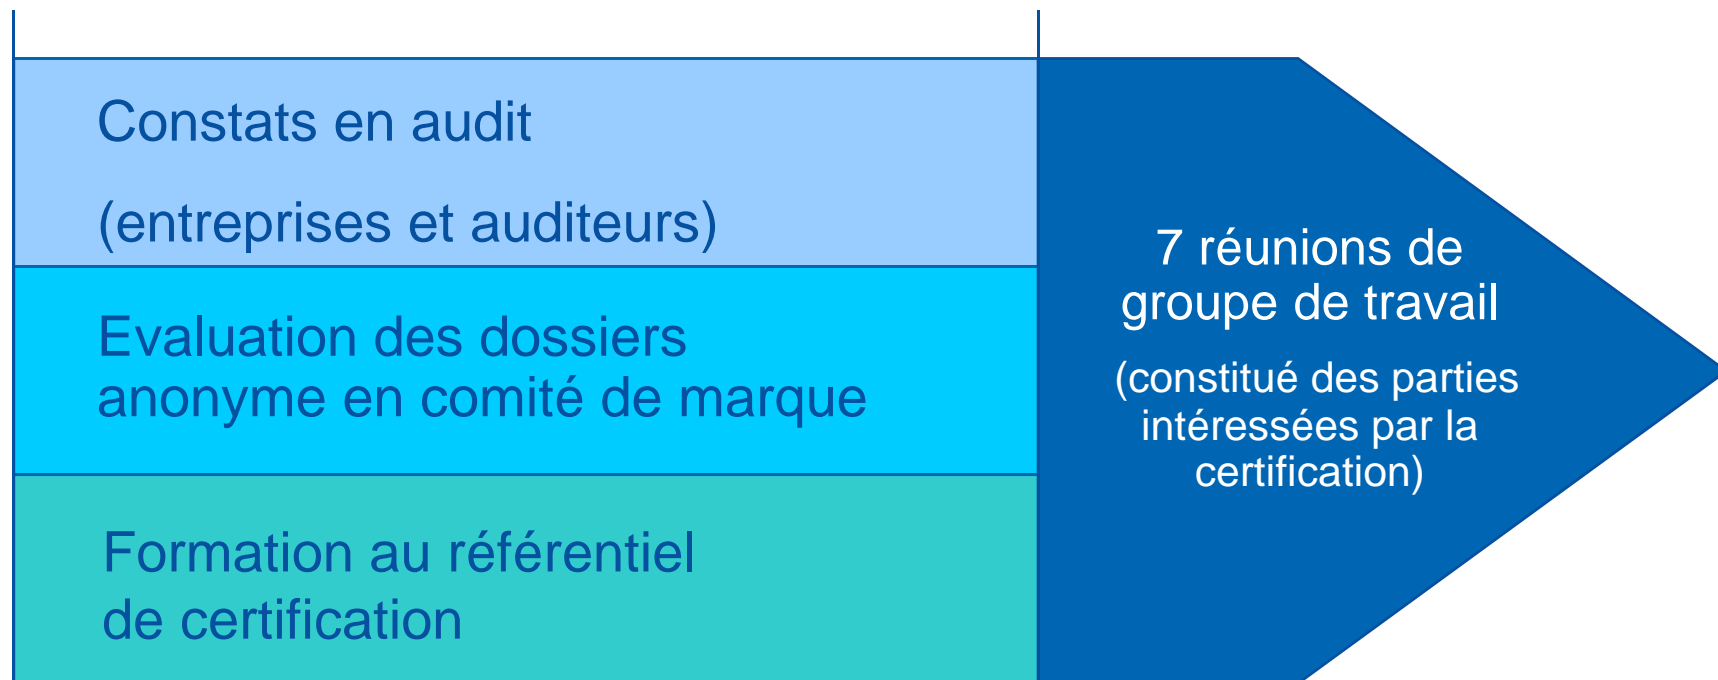 Constats en audit
(entreprises et auditeurs)
Evaluation des dossiers
anonyme en comité de marque
Formation au référentiel
de certification
7 réunions de
groupe de travail
(constitué des parties
intéressées par la
certification)